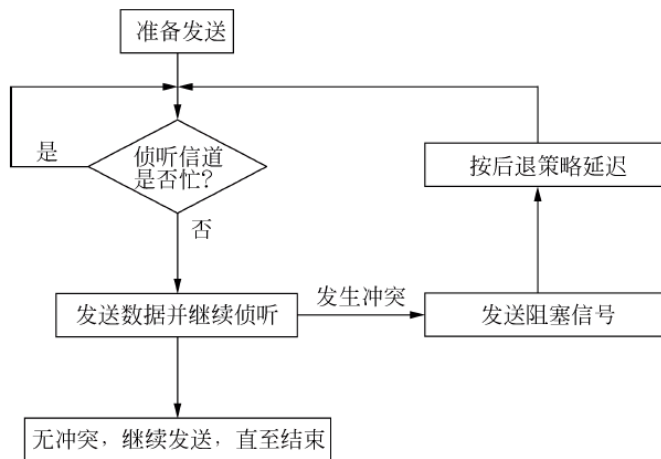 准备发送
侦听信道
是否忙?
是
否
按后退策略延迟
发送数据并继续侦听
发生冲突
发送阻塞信号
无冲突，继续发送，直至结束